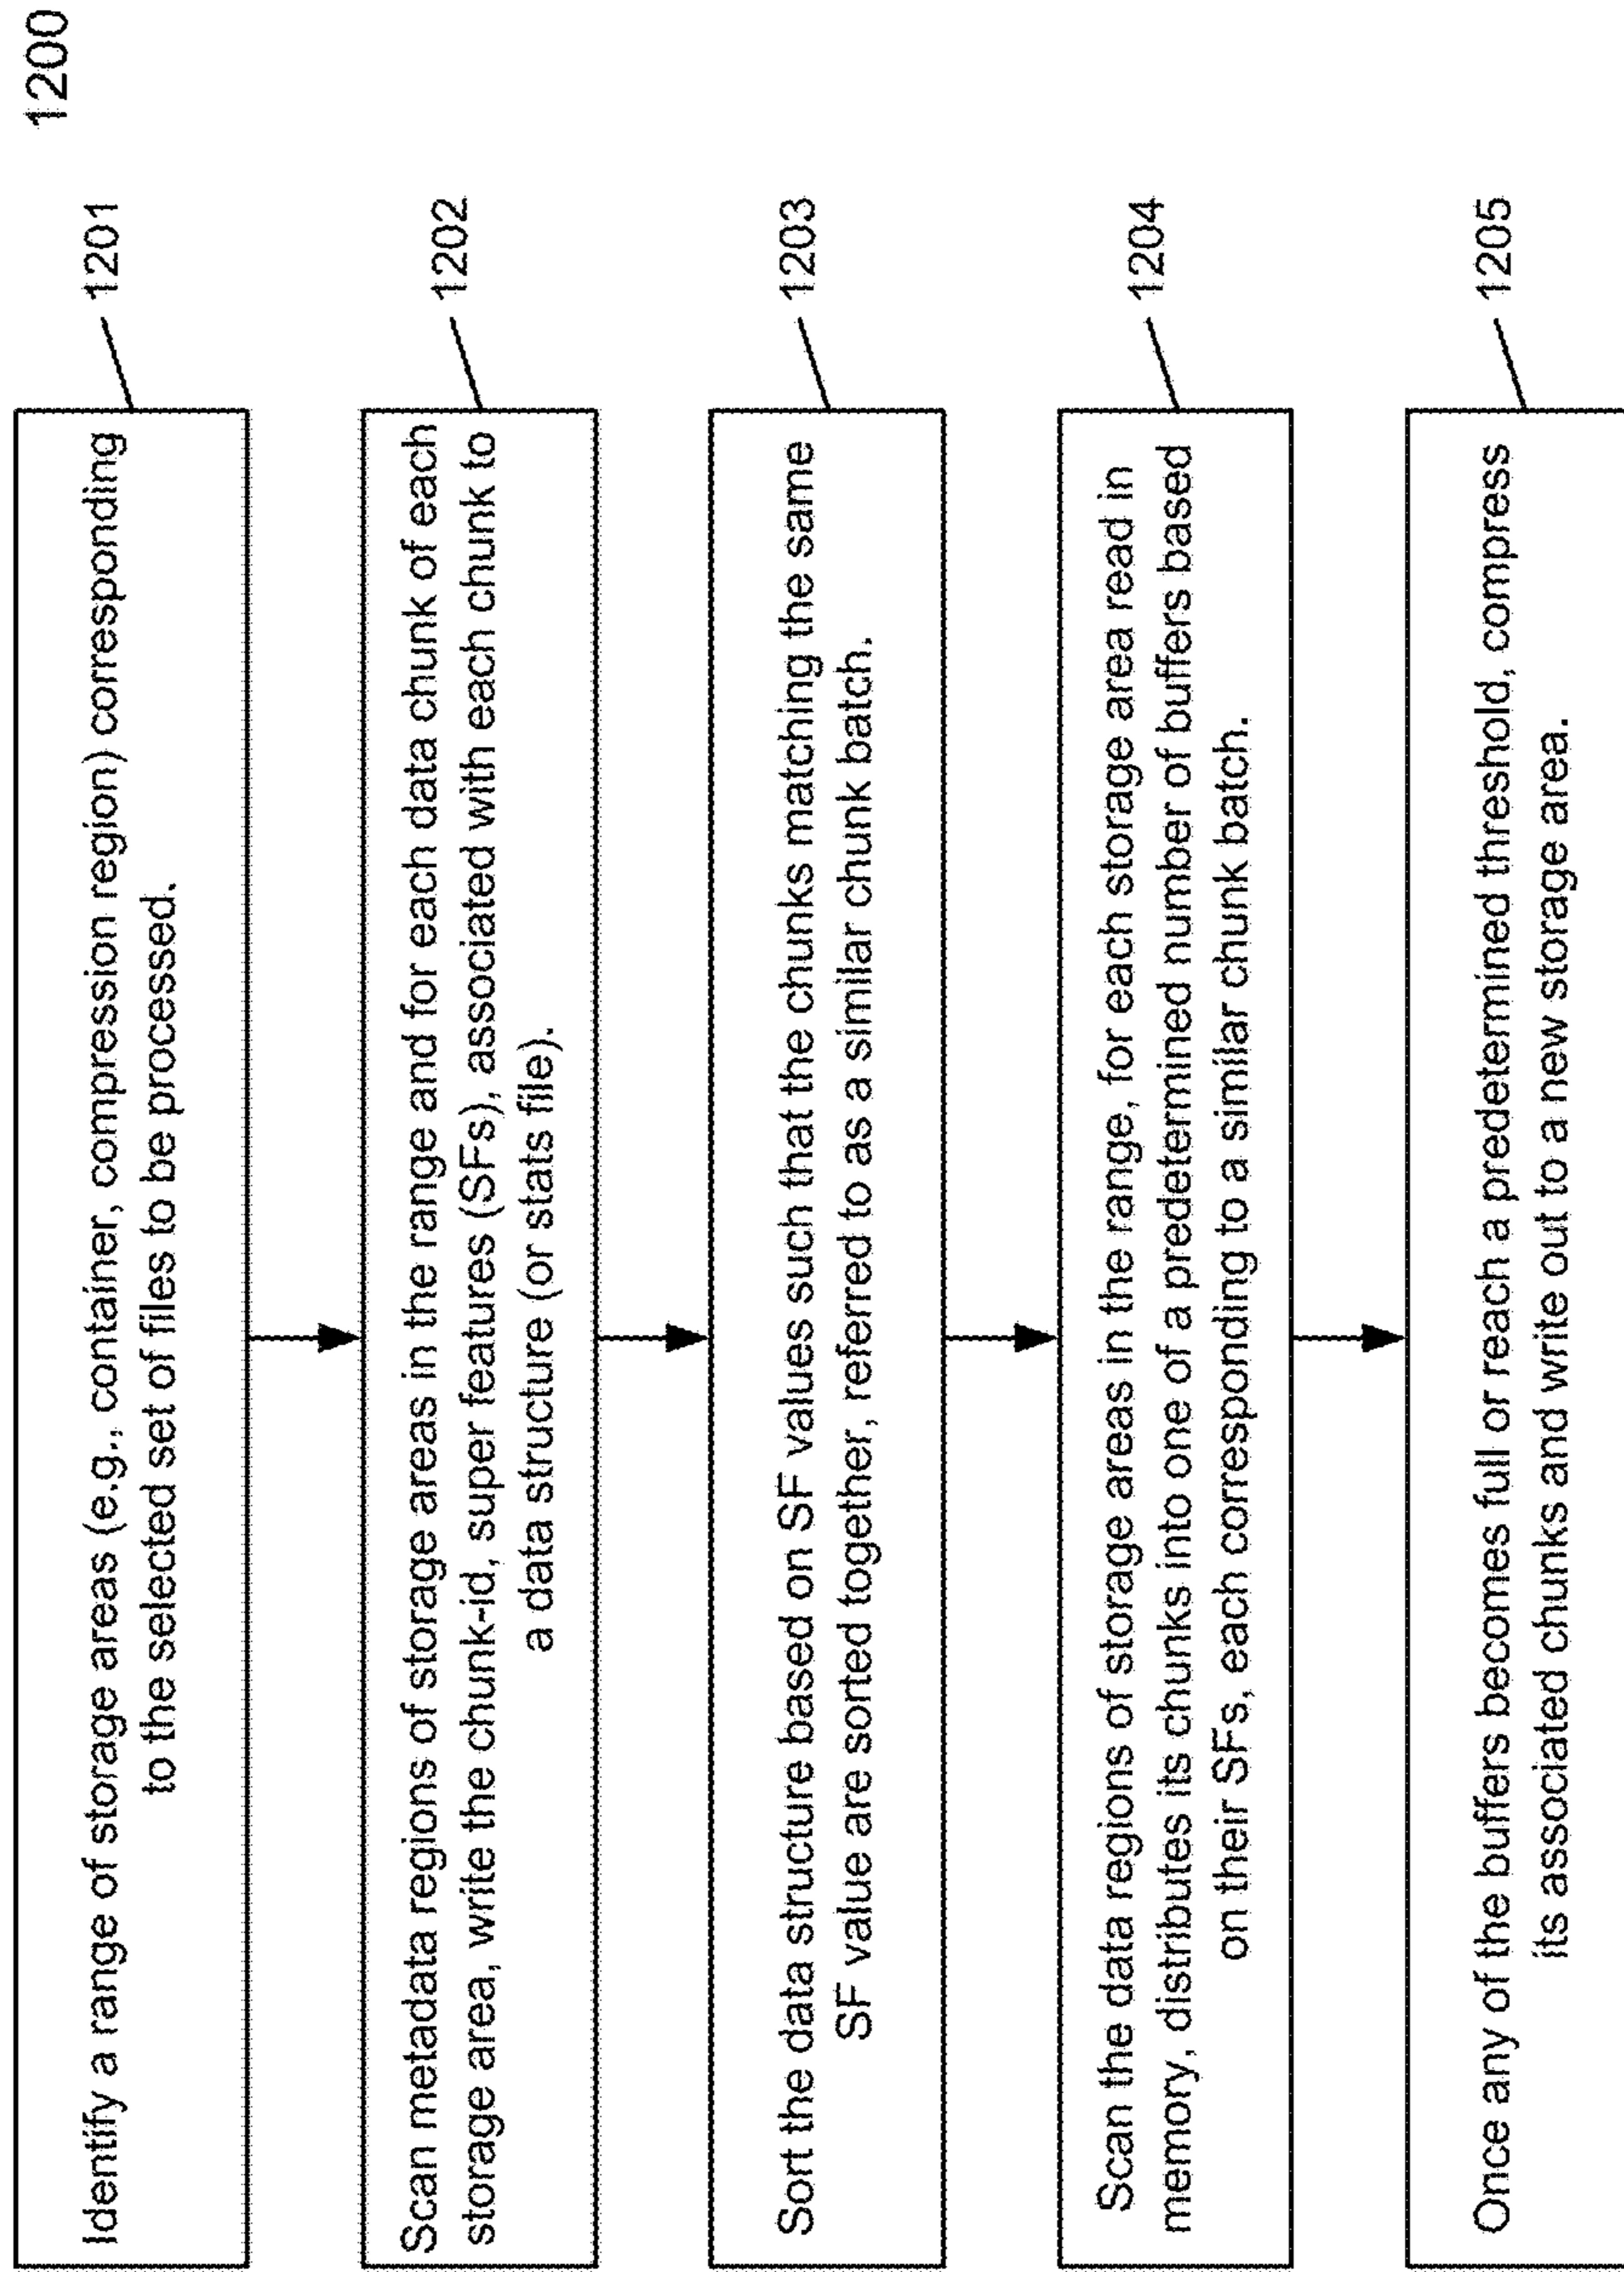 1200
Identify a range of storage areas (e.g., container, compression region) corresponding
to the selected set of files to be processed.
1201
Scan metadata regions of storage areas in the range and for each data chunk of each
storage area, write the chunk-id, super features (SFs), associated with each chunk to
a data structure (or stats file).
1202
Sort the data structure based on SF values such that the chunks matching the same
SF value are sorted together, referred to as a similar chunk batch.
1203
Scan the data regions of storage areas in the range, for each storage area read in
memory, distributes its chunks into one of a predetermined number of buffers based
on their SFs, each corresponding to a similar chunk batch.
1204
Once any of the buffers becomes full or reach a predetermined threshold, compress
its associated chunks and write out to a new storage area.
1205